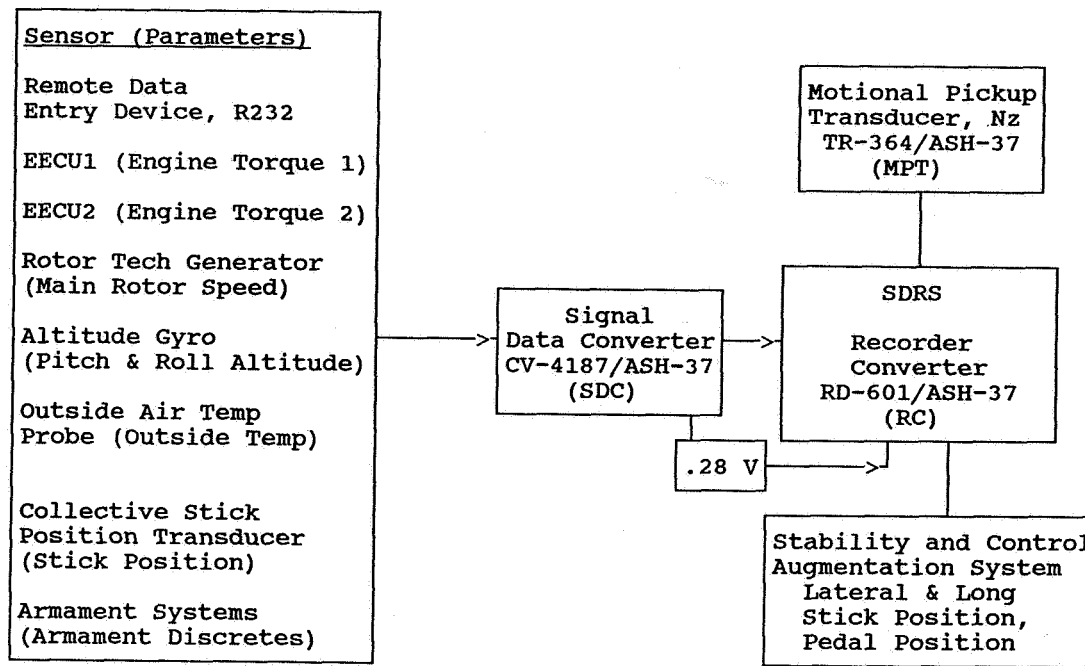 Sensor (Parameters)
Remote Data
Entry Device, R232
EECU1 (Engine Torque 1)
EECU2 (Engine Torque 2)
Rotor Tech Generator
(Main Rotor Speed)
Altitude Gyro
(Pitch & Roll Altitude)
Outside Air Temp
Probe (Outside Temp)
Collective Stick
Position Transducer
(Stick Position)
Armament Systems
(Armament Discretes)
Signal
Data Converter
CV-4187/ASH-37
(SDC)
.28 V
Motional Pickup
Transducer, Nz
TR-364/ASH-37
(MPT)
SDRS
Recorder
Converter
RD-601/ASH-37
(RC)
Stability and Control
Augmentation System
Lateral & Long
Stick Position,
Pedal Position